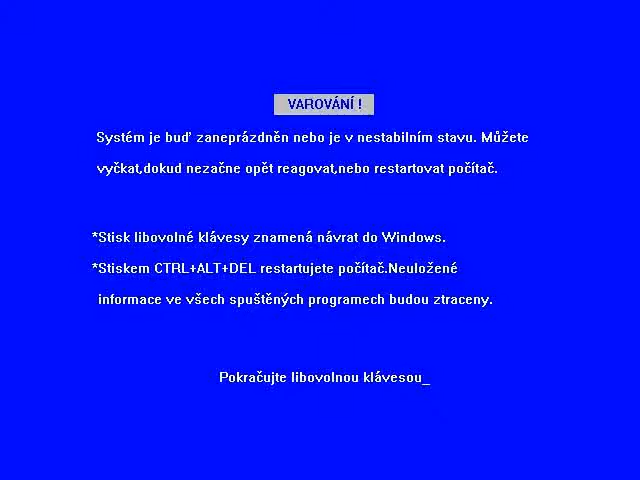 VAROVÁNÍ !
Systém je buď zaneprázdněn nebo je v nestabilním stavu. Můžete
vyčkat,dokud nezačne opět reagovat,nebo restartovat počítač.
*Stisk libovolné klávesy znamená návrat do Windows.
*Stiskem CTRL+ALT+DEL restartujete počítač.Neuložené
informace ve všech spuštěných programech budou ztraceny.
Pokračujte libovolnou klávesou_